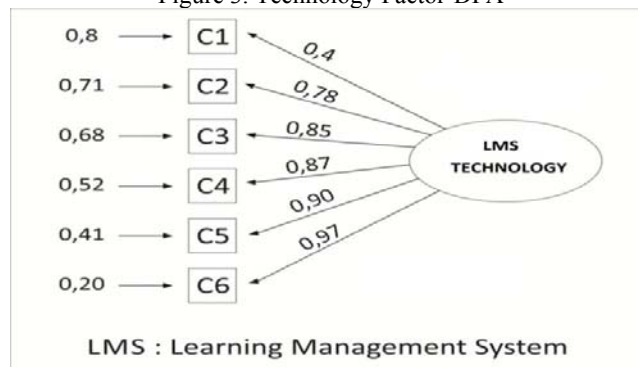 Figure 3: Technology Factor DFA
0,8 C1 0,4
0,71 C2 0,78
0,68 C3 0,85
LMS
TECHNOLOGY
0,52 C4 0,87
0,41 C5 0,90
0,20 C6 0,97
LMS : Learning Management System